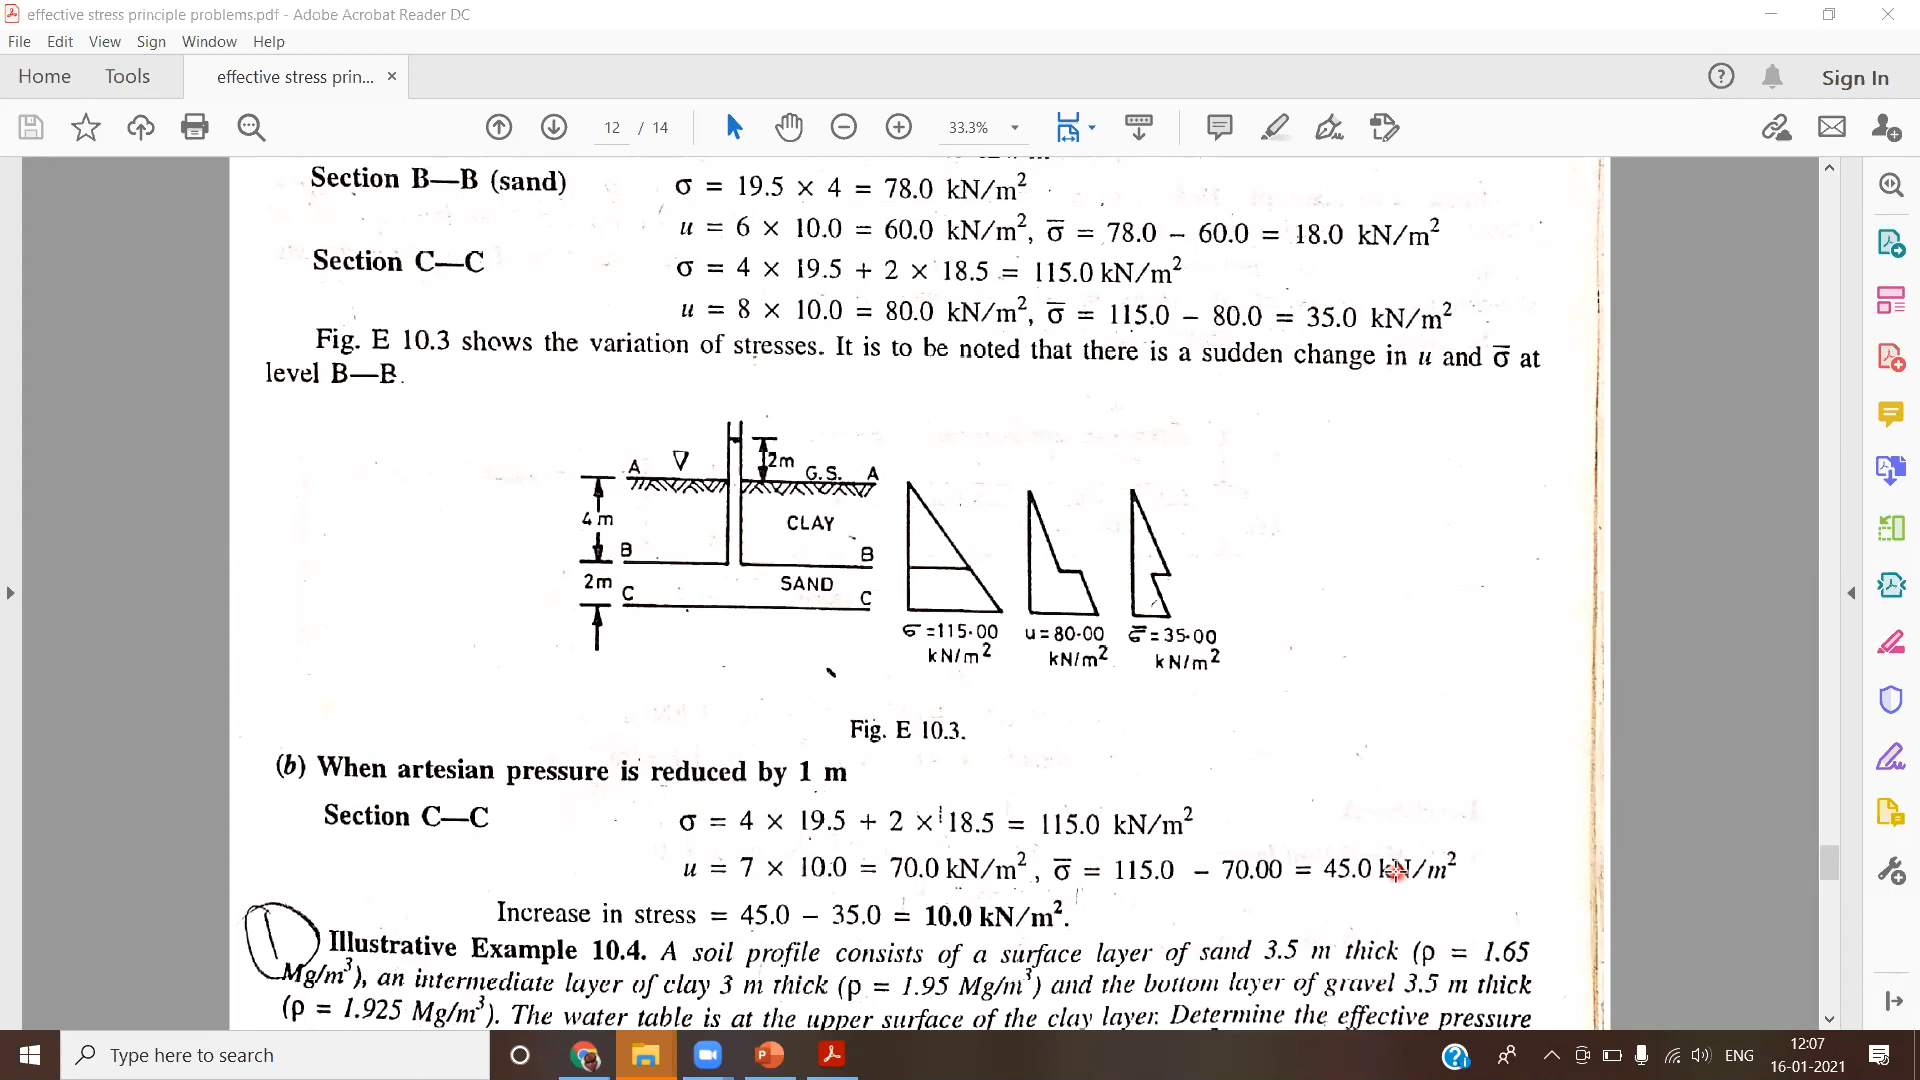 effective stress principle problems.pdf - Adobe Acrobat Reader DC
File Edit View Sign Window Help
Home Tools effective stress prin... × Sign In
12 / 14 33.3%
Section B—B (sand) σ = 19.5 × 4 = 78.0 kN/m²
u = 6 × 10.0 = 60.0 kN/m², σ̅ = 78.0 − 60.0 = 18.0 kN/m²
Section C—C σ = 4 × 19.5 + 2 × 18.5 = 115.0 kN/m²
u = 8 × 10.0 = 80.0 kN/m², σ̅ = 115.0 − 80.0 = 35.0 kN/m²
Fig. E 10.3 shows the variation of stresses. It is to be noted that there is a sudden change in u and σ̅ at
level B—B.
2m
A G.S. A
4 m CLAY
B B
2m SAND
C C
σ =115·00 u = 80·00 σ̅ = 35·00
kN/m² kN/m² kN/m²
Fig. E 10.3.
(b) When artesian pressure is reduced by 1 m
Section C—C σ = 4 × 19.5 + 2 × 18.5 = 115.0 kN/m²
u = 7 × 10.0 = 70.0 kN/m², σ̅ = 115.0 − 70.00 = 45.0 kN/m²
Increase in stress = 45.0 − 35.0 = 10.0 kN/m².
1
Illustrative Example 10.4. A soil profile consists of a surface layer of sand 3.5 m thick (ρ = 1.65
Mg/m³), an intermediate layer of clay 3 m thick (ρ = 1.95 Mg/m³) and the bottom layer of gravel 3.5 m thick
(ρ = 1.925 Mg/m³). The water table is at the upper surface of the clay layer. Determine the effective pressure
Type here to search
ENG
12:07
16-01-2021